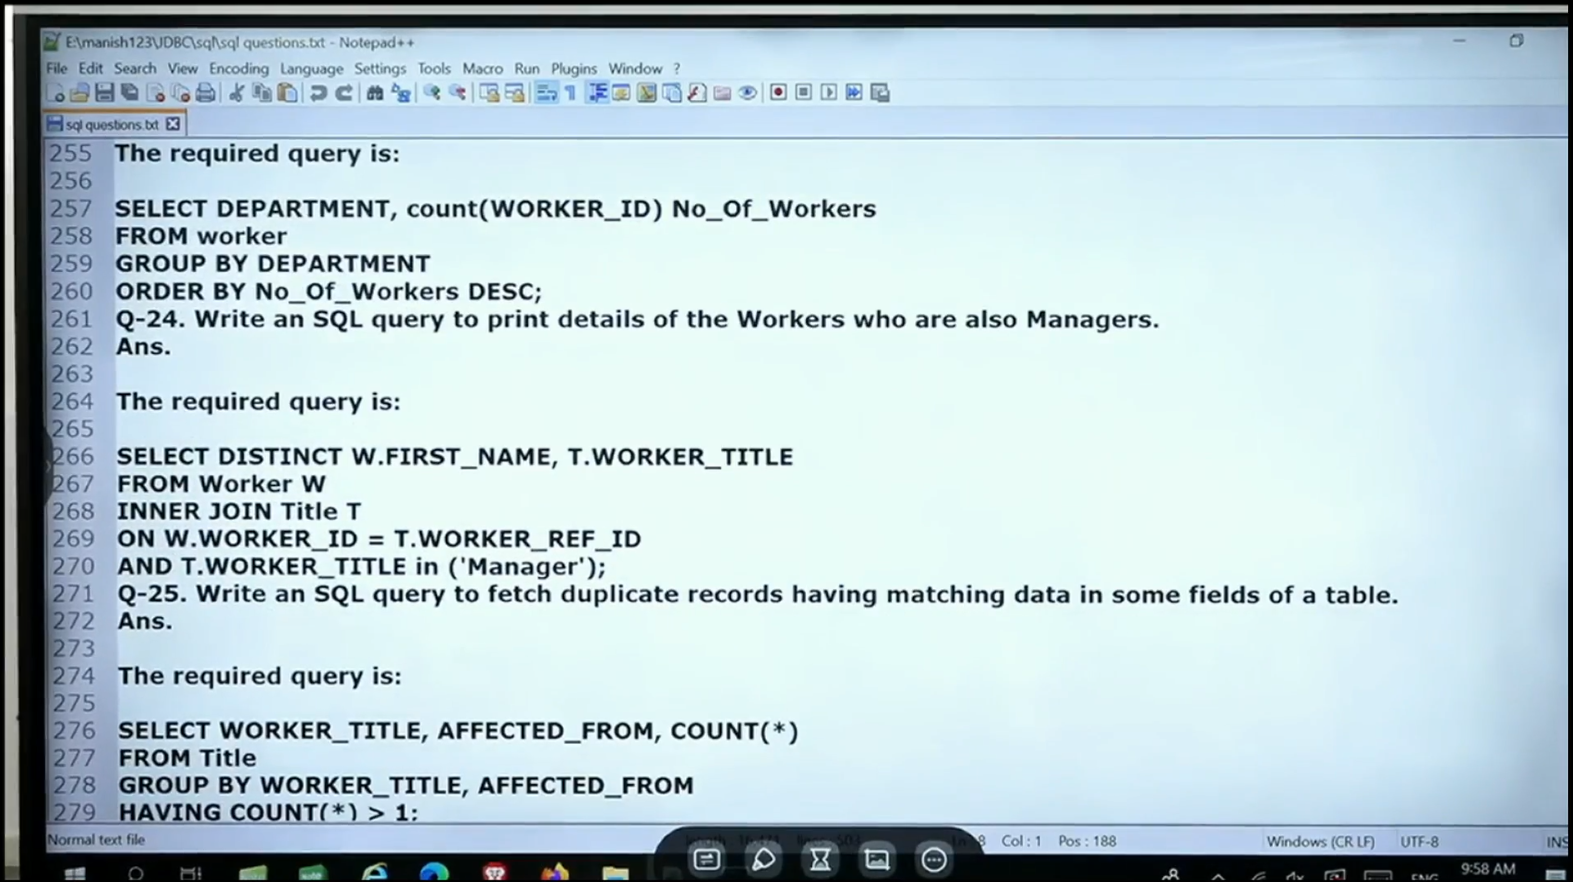 E:\manish123\JDBC\sql\sql questions.txt - Notepad++
File Edit Search View Encoding Language Settings Tools Macro Run Plugins Window ?
sql questions.txt
255 The required query is:
256
257 SELECT DEPARTMENT, count(WORKER_ID) No_Of_Workers
258 FROM worker
259 GROUP BY DEPARTMENT
260 ORDER BY No_Of_Workers DESC;
261 Q-24. Write an SQL query to print details of the Workers who are also Managers.
262 Ans.
263
264 The required query is:
265
266 SELECT DISTINCT W.FIRST_NAME, T.WORKER_TITLE
267 FROM Worker W
268 INNER JOIN Title T
269 ON W.WORKER_ID = T.WORKER_REF_ID
270 AND T.WORKER_TITLE in ('Manager');
271 Q-25. Write an SQL query to fetch duplicate records having matching data in some fields of a table.
272 Ans.
273
274 The required query is:
275
276 SELECT WORKER_TITLE, AFFECTED_FROM, COUNT(*)
277 FROM Title
278 GROUP BY WORKER_TITLE, AFFECTED_FROM
279 HAVING COUNT(*) > 1;
Normal text file Col : 1 Pos : 188 Windows (CR LF) UTF-8 INS
ENG 9:58 AM